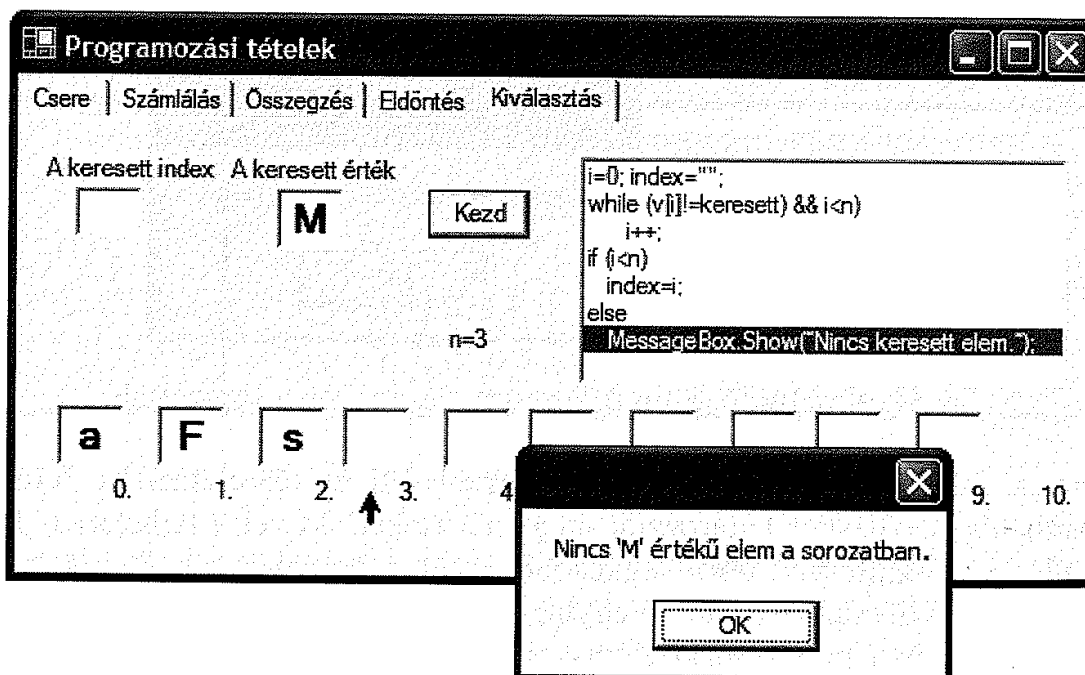 Programozási tételek
Csere Számlálás Összegzés Eldöntés Kiválasztás
A keresett index A keresett érték
M
Kezd
i=0; index="";
while (v[i]!=keresett) && i<n)
i++;
if (i<n)
index=i;
else
MessageBox.Show("Nincs keresett elem.");
n=3
a F s
0. 1. 2. 3. 4 9. 10.
Nincs 'M' értékű elem a sorozatban.
OK